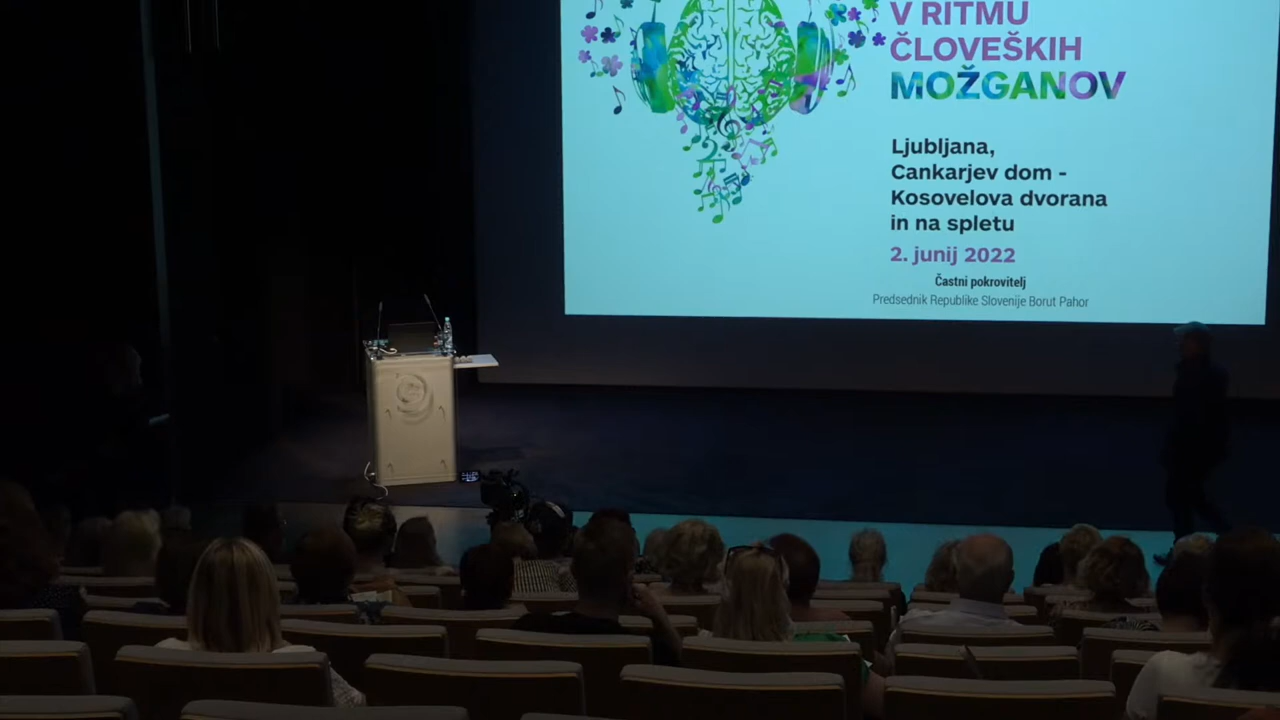 V RITMU
ČLOVEŠKIH
MOŽGANOV
Ljubljana,
Cankarjev dom -
Kosovelova dvorana
in na spletu
2. junij 2022
Častni pokrovitelj
Predsednik Republike Slovenije Borut Pahor